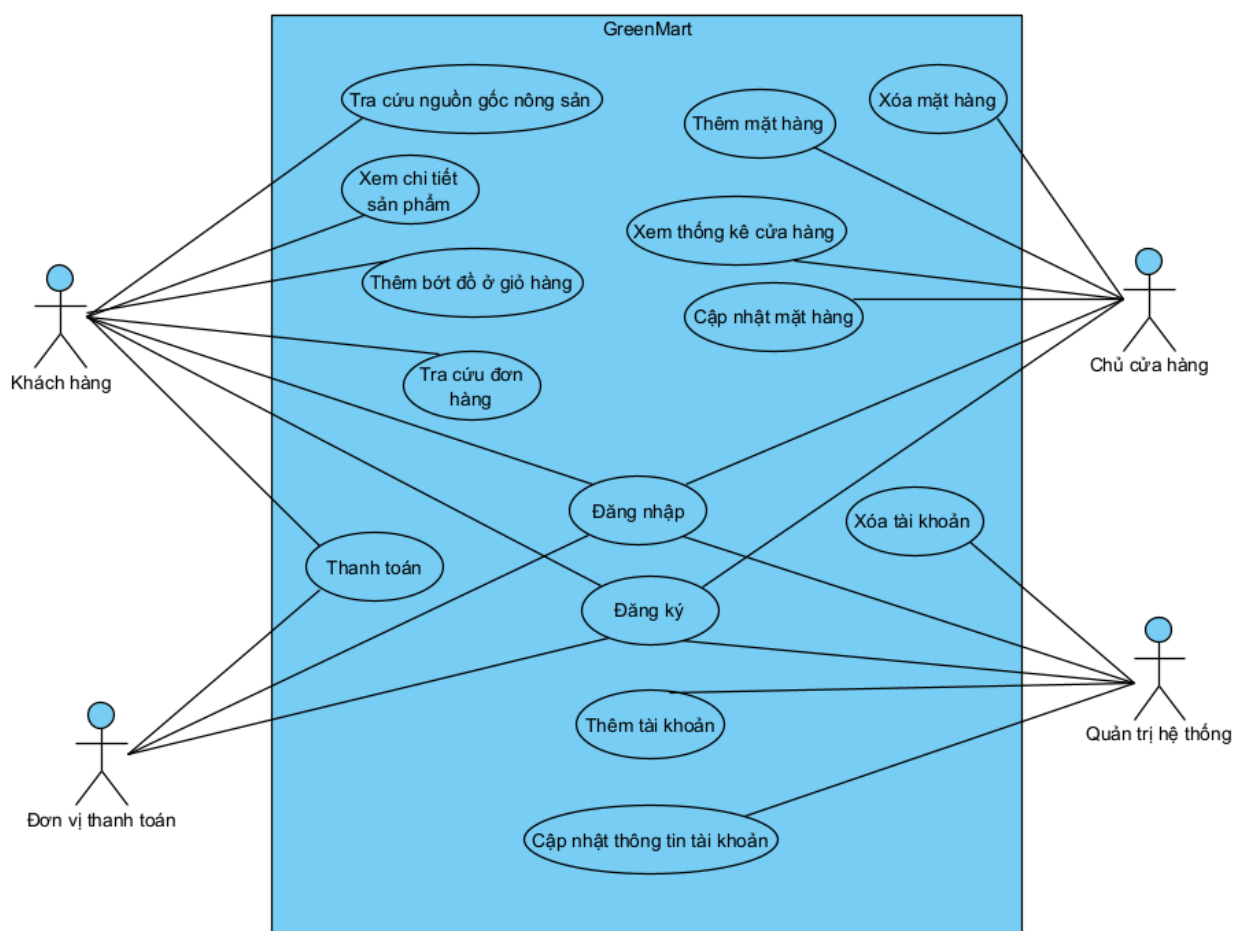 GreenMart
Tra cứu nguồn gốc nông sản
Xóa mặt hàng
Thêm mặt hàng
Xem chi tiết
sản phẩm
Xem thống kê cửa hàng
Thêm bớt đồ ở giỏ hàng
Cập nhật mặt hàng
Khách hàng
Chủ cửa hàng
Tra cứu đơn
hàng
Đăng nhập
Xóa tài khoản
Thanh toán
Đăng ký
Thêm tài khoản
Quản trị hệ thống
Đơn vị thanh toán
Cập nhật thông tin tài khoản